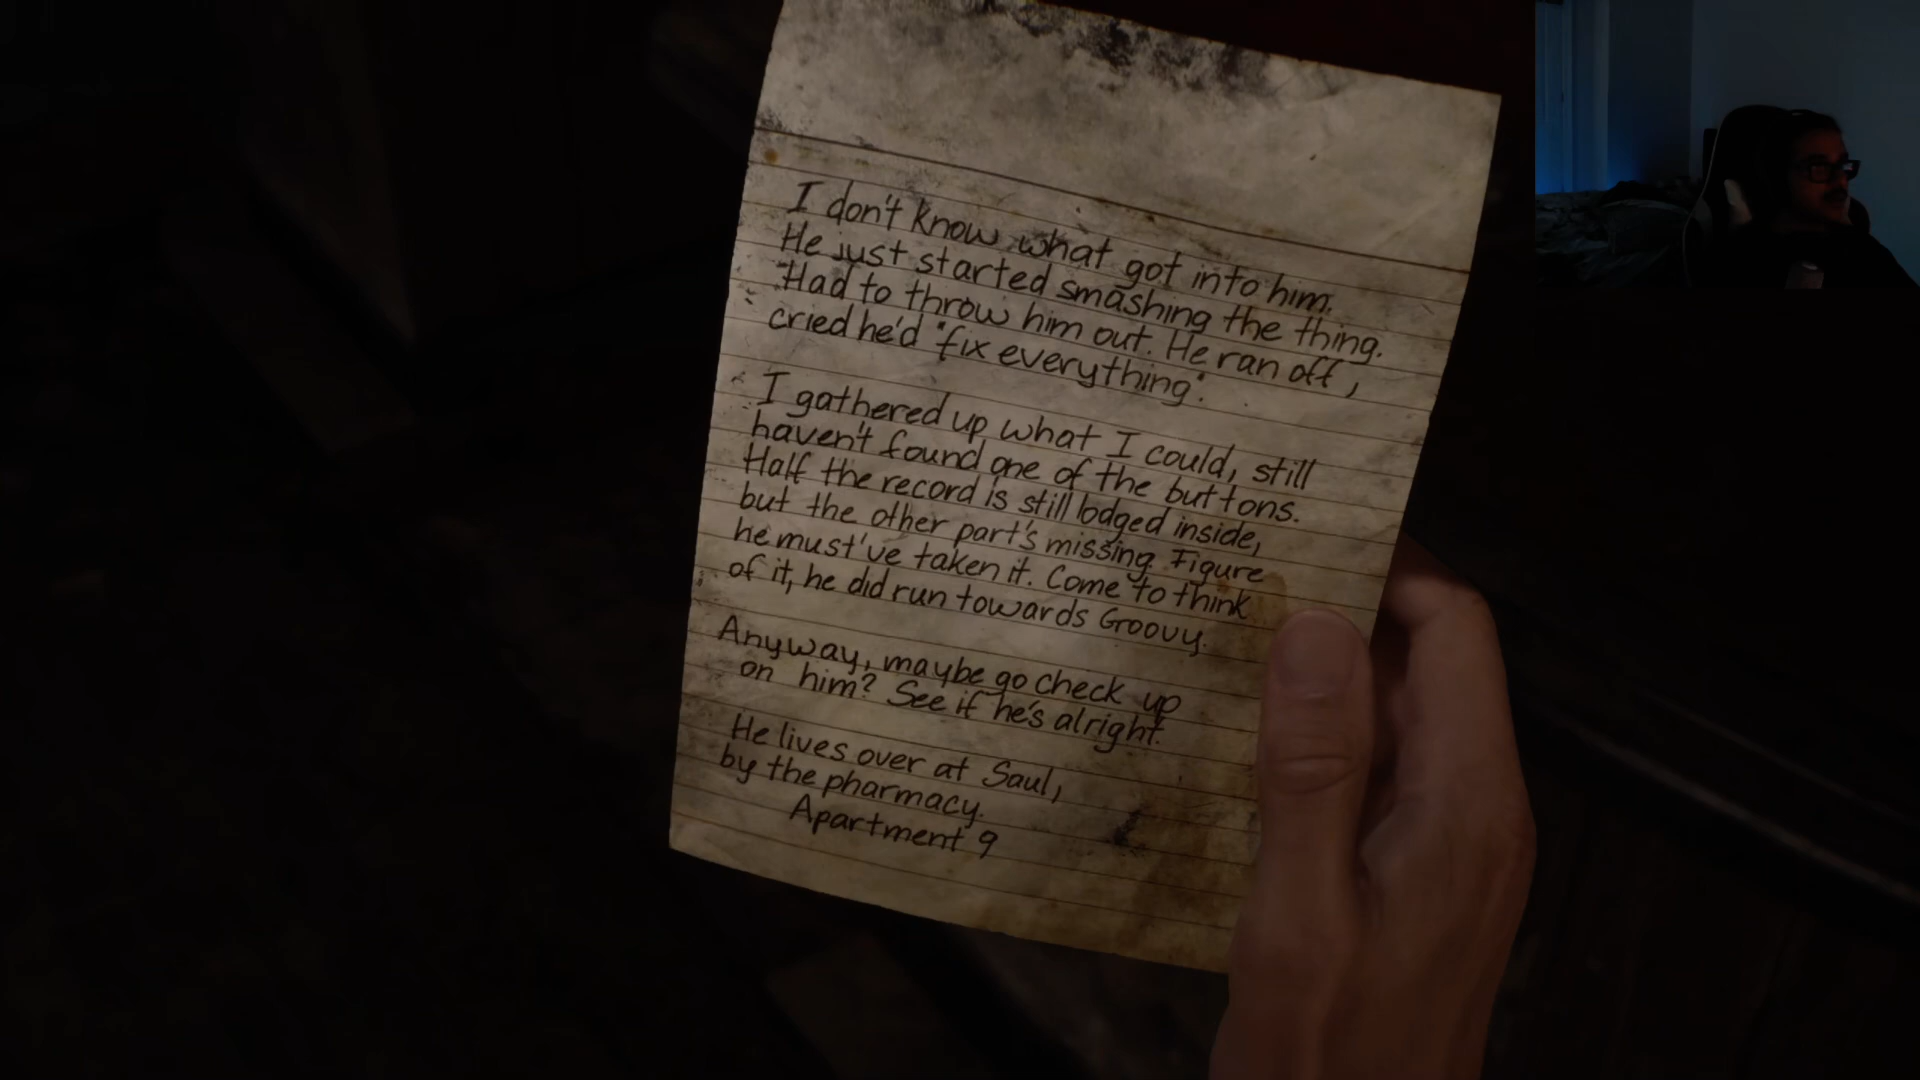 I don't know what got into him.
He just started smashing the thing.
Had to throw him out. He ran off,
cried he'd "fix everything".
I gathered up what I could, still
haven't found one of the buttons.
Half the record is still lodged inside,
but the other part's missing. Figure
he must've taken it. Come to think
of it, he did run towards Groovy.
Anyway, maybe go check up
on him? See if he's alright.
He lives over at Saul,
by the pharmacy.
Apartment 9